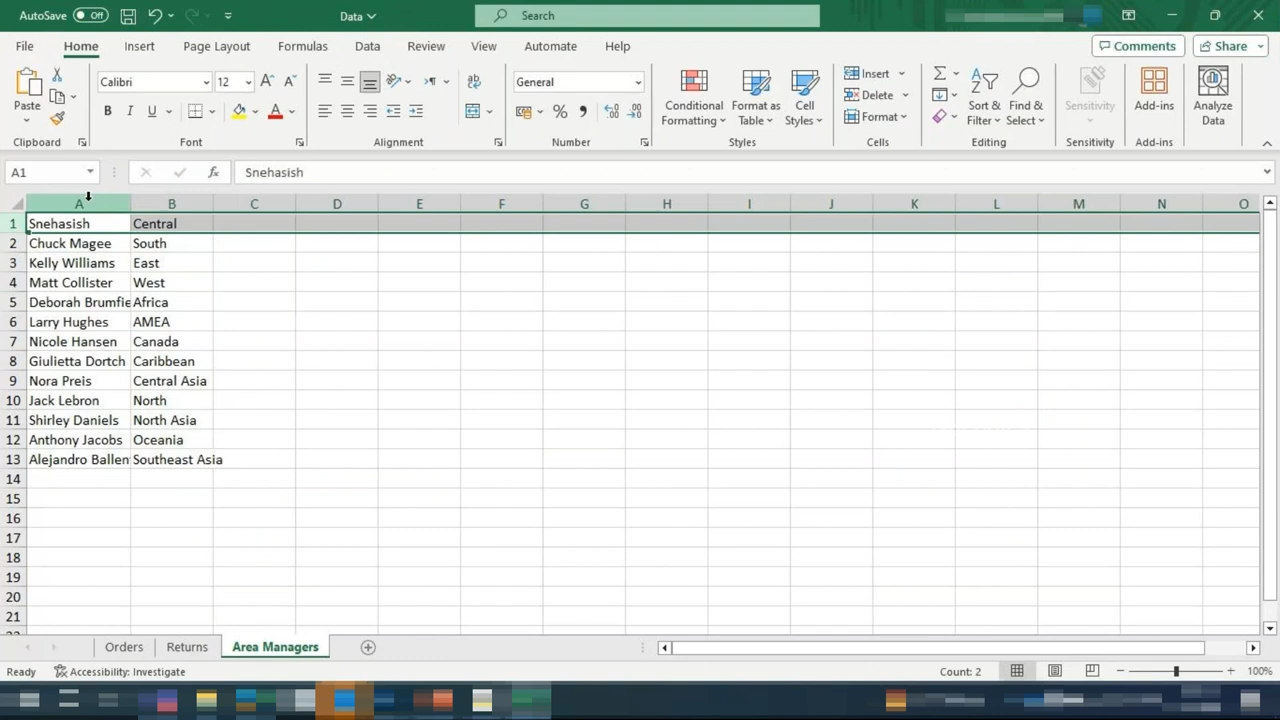 AutoSave Off Data Search
File Home Insert Page Layout Formulas Data Review View Automate Help Comments Share
Calibri 12 General Insert
Paste Conditional Formatting Format as Table Cell Styles Delete Sort & Filter Find & Select Sensitivity Add-ins Analyze Data
Format
Clipboard Font Alignment Number Styles Cells Editing Sensitivity Add-ins
A1 fx Snehasish
A B C D E F G H I J K L M N O
1 Snehasish Central
2 Chuck Magee South
3 Kelly Williams East
4 Matt Collister West
5 Deborah Brumfie Africa
6 Larry Hughes AMEA
7 Nicole Hansen Canada
8 Giulietta Dortch Caribbean
9 Nora Preis Central Asia
10 Jack Lebron North
11 Shirley Daniels North Asia
12 Anthony Jacobs Oceania
13 Alejandro Ballen Southeast Asia
14
15
16
17
18
19
20
21
Orders Returns Area Managers
Ready Accessibility: Investigate Count: 2 100%